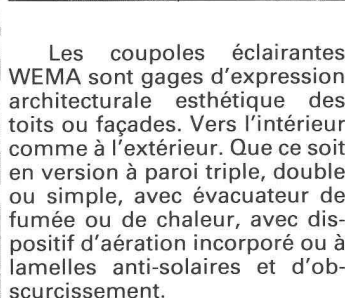 Les coupoles éclairantes
WEMA sont gages d'expression
architecturale esthétique des
toits ou façades. Vers l'intérieur
comme à l'extérieur. Que ce soit
en version à paroi triple, double
ou simple, avec évacuateur de
fumée ou de chaleur, avec dis-
positif d'aération incorporé ou à
lamelles anti-solaires et d'ob-
scurcissement.